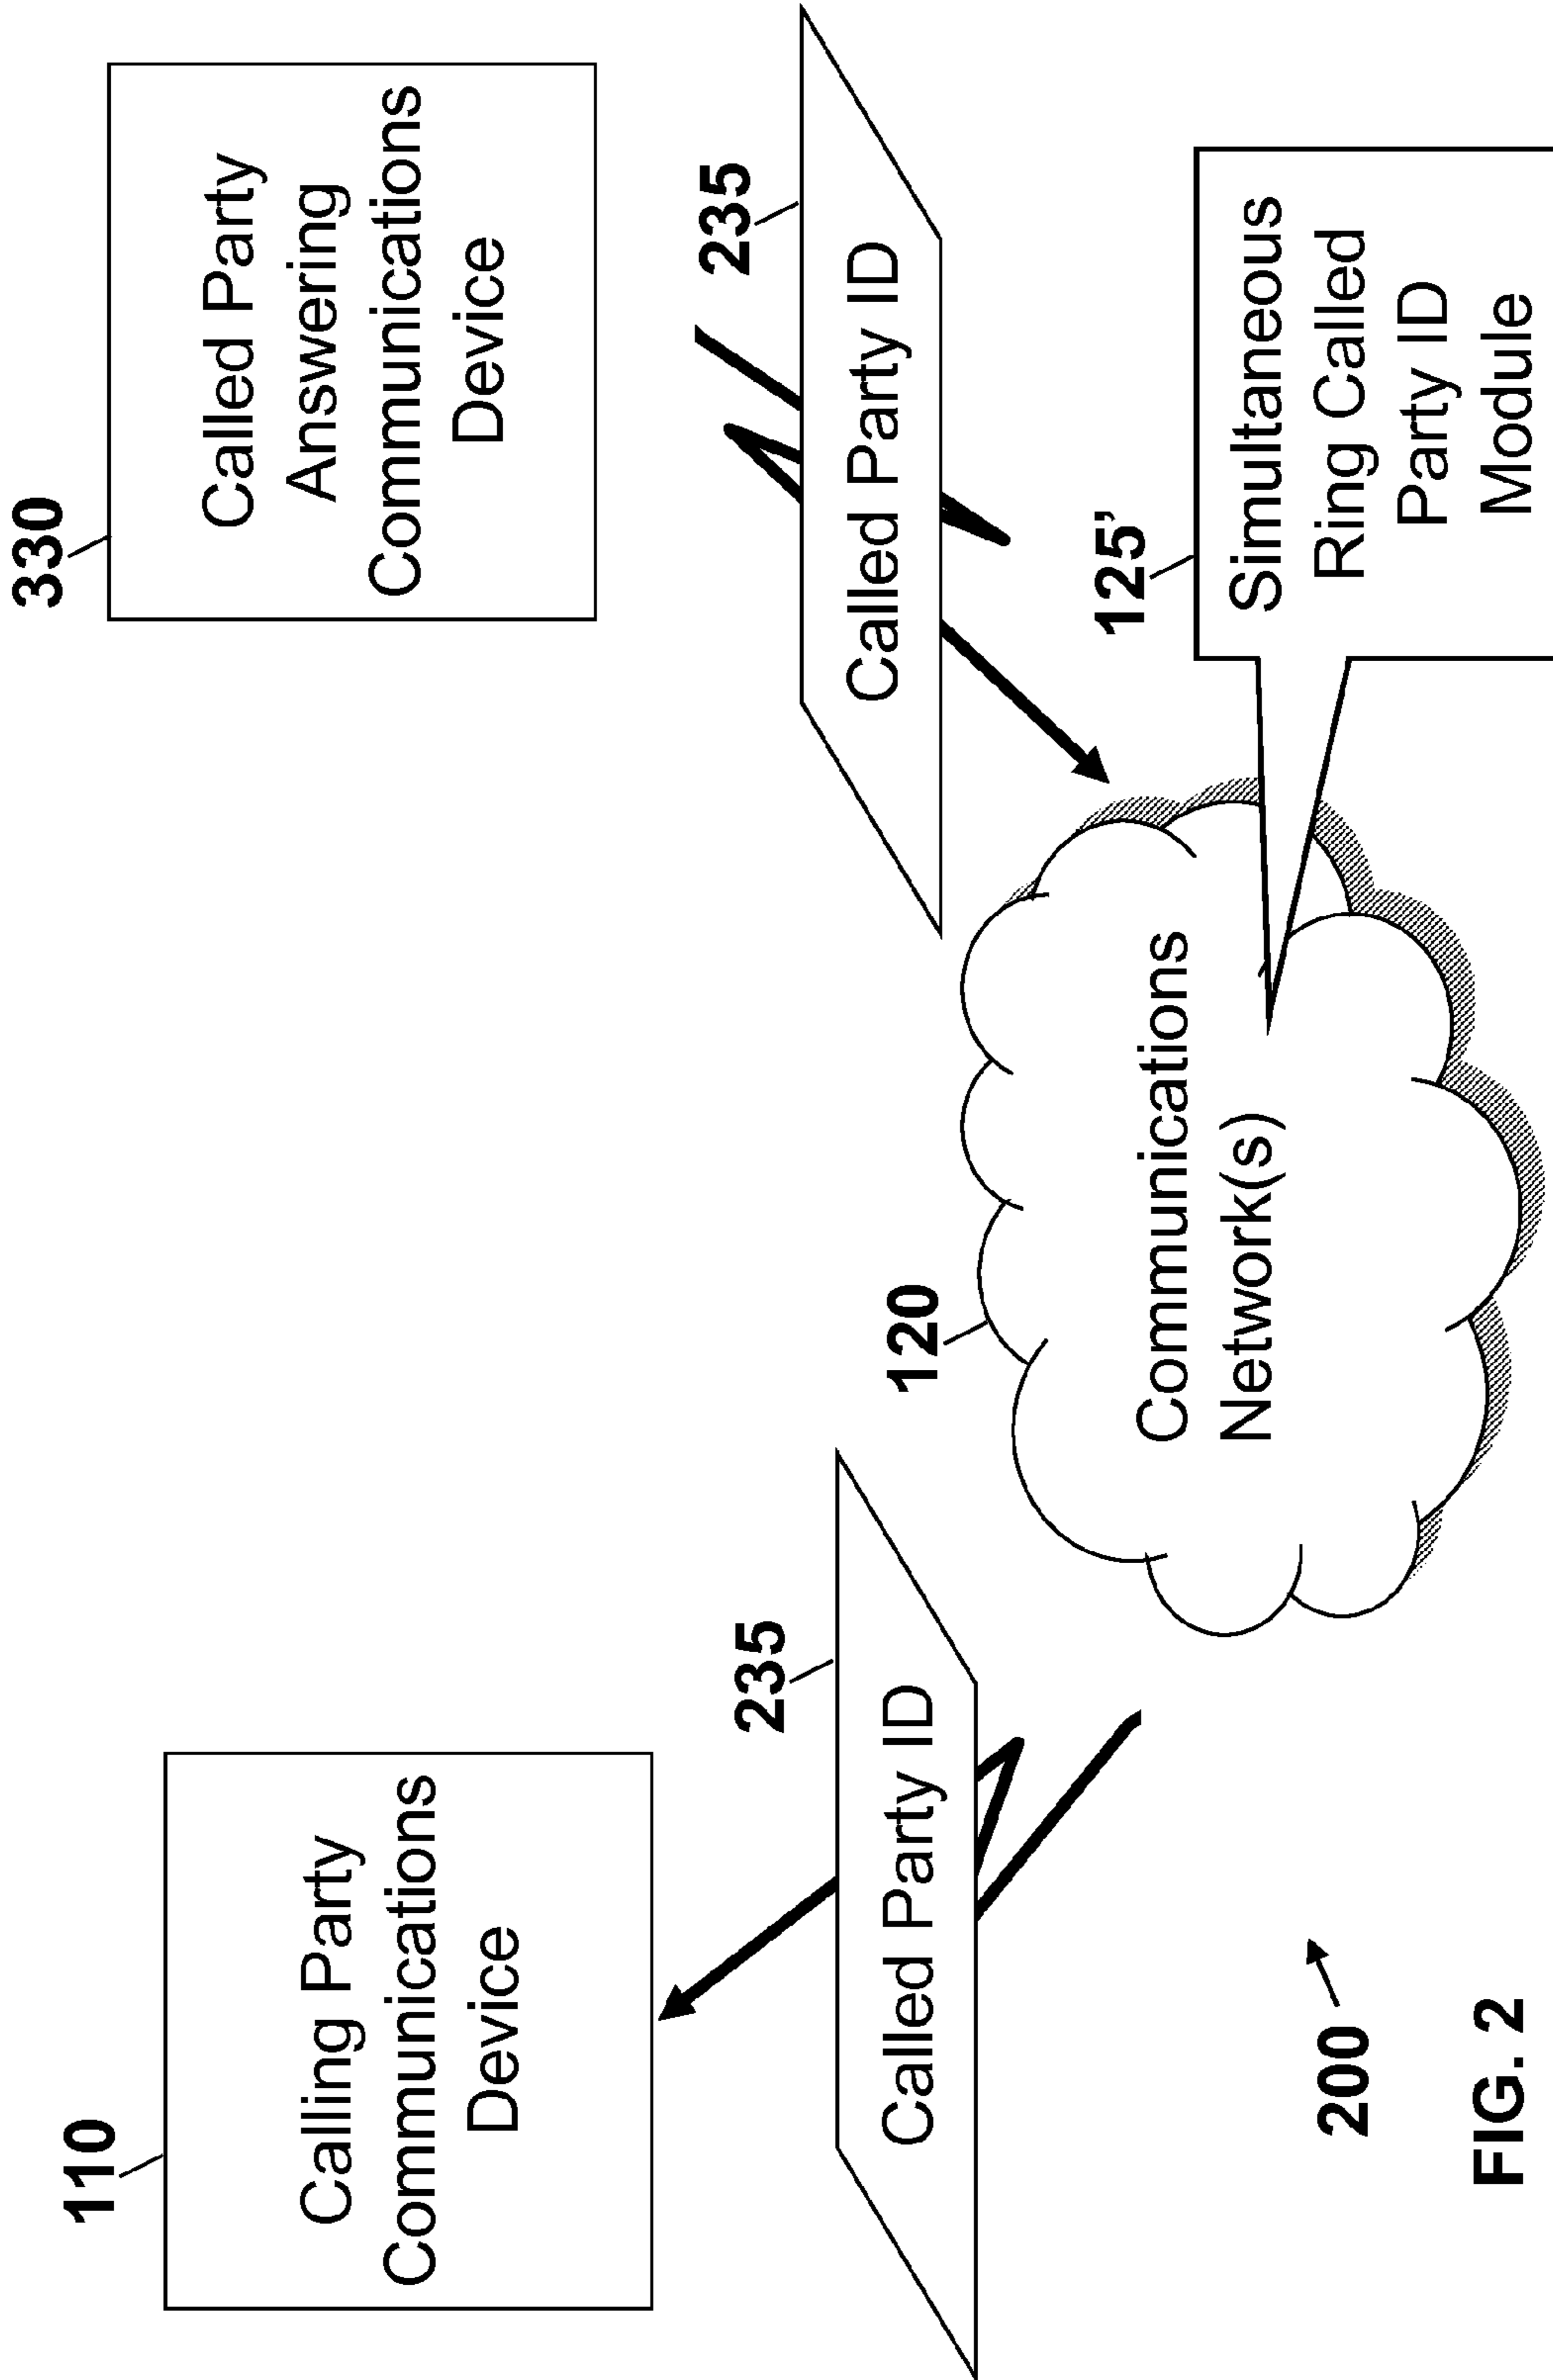 110
Calling Party
Communications
Device
330
Called Party
Answering
Communications
Device
235
Called Party ID
235
Called Party ID
120
Communications
Network(s)
125'
Simultaneous
Ring Called
Party ID
Module
200
FIG. 2